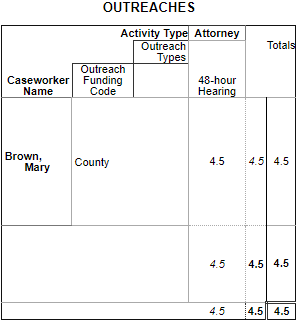 OUTREACHES
Activity Type Attorney
Outreach Totals
Types
Outreach
Caseworker Funding 48-hour
Name Code Hearing
Brown,
Mary County 4.5 4.5 4.5
4.5 4.5 4.5
4.5 4.5 4.5